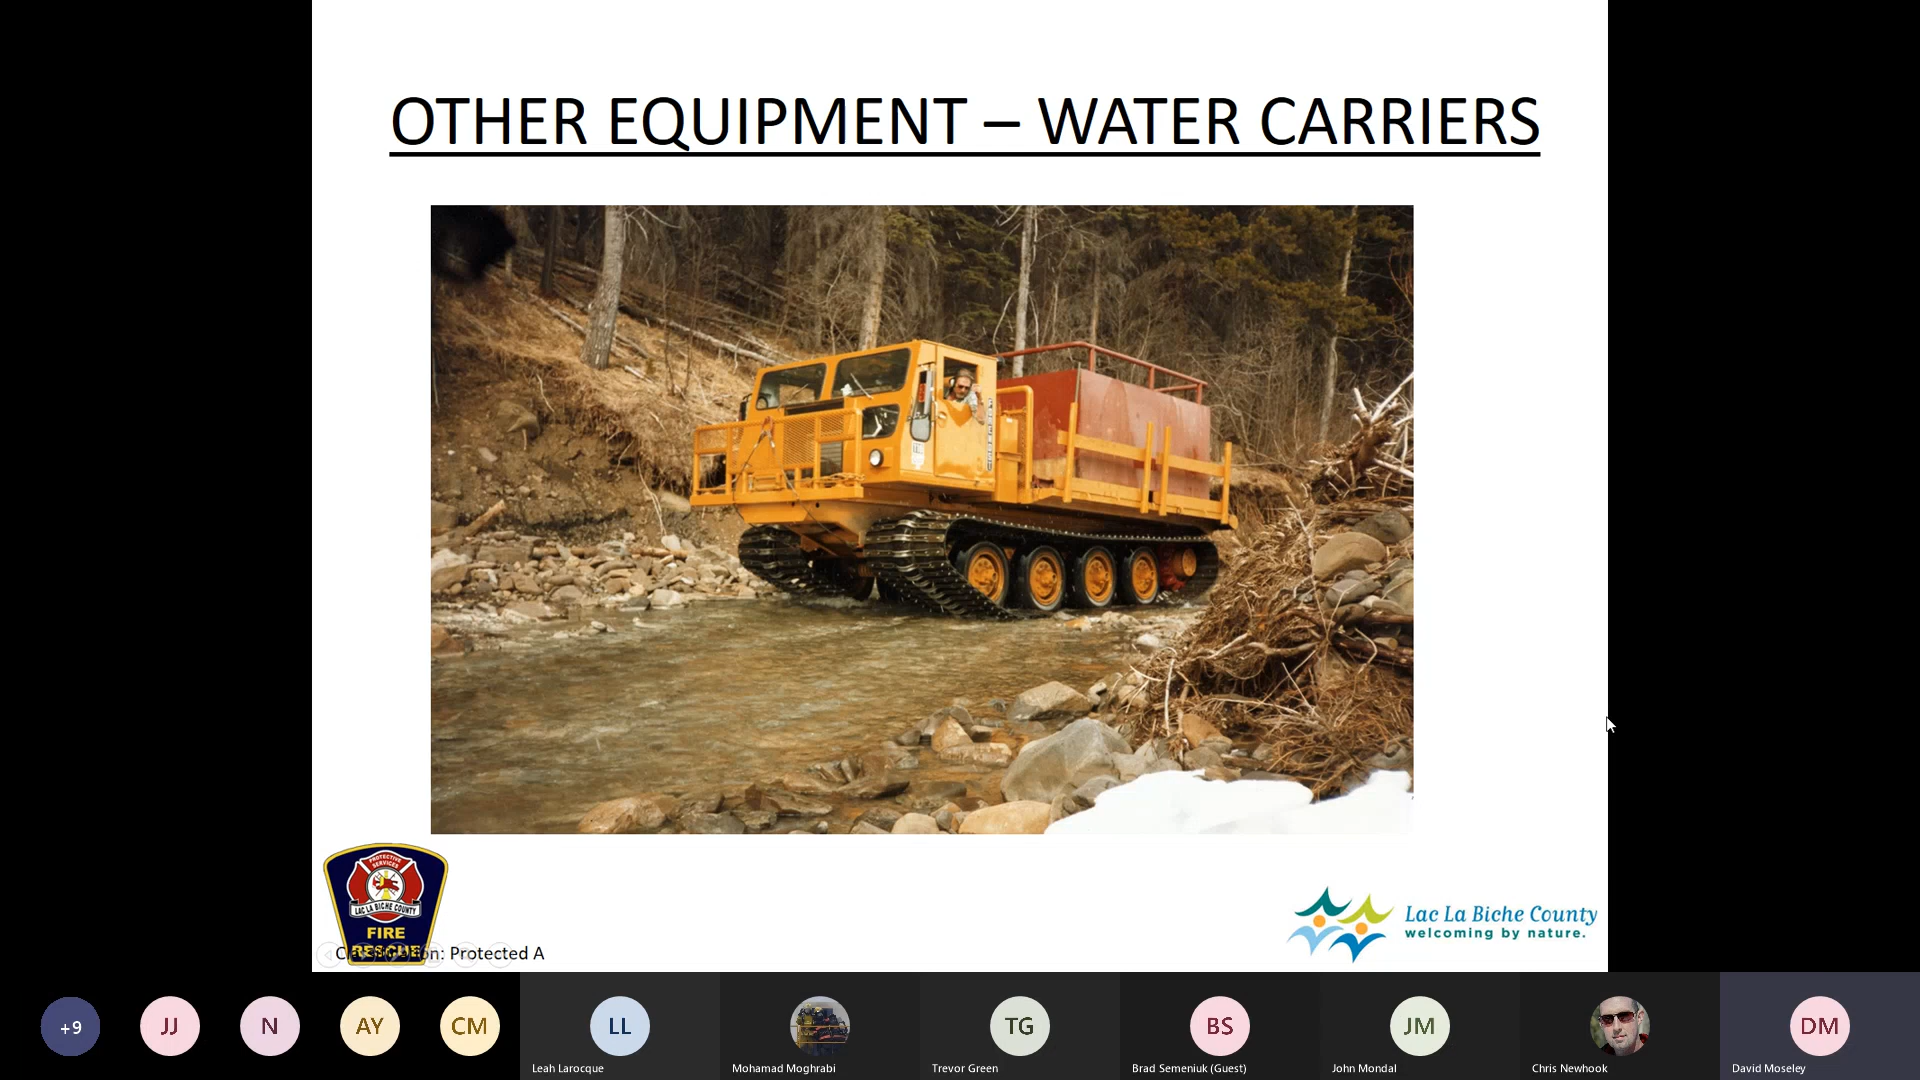 OTHER EQUIPMENT – WATER CARRIERS
PROTECTIVE
SERVICES
LAC LA BICHE COUNTY
FIRE
RESCUE
Classification: Protected A
Lac La Biche County
welcoming by nature.
+9
JJ
N
AY
CM
LL
TG
BS
JM
DM
Leah Larocque
Mohamad Moghrabi
Trevor Green
Brad Semeniuk (Guest)
John Mondal
Chris Newhook
David Moseley